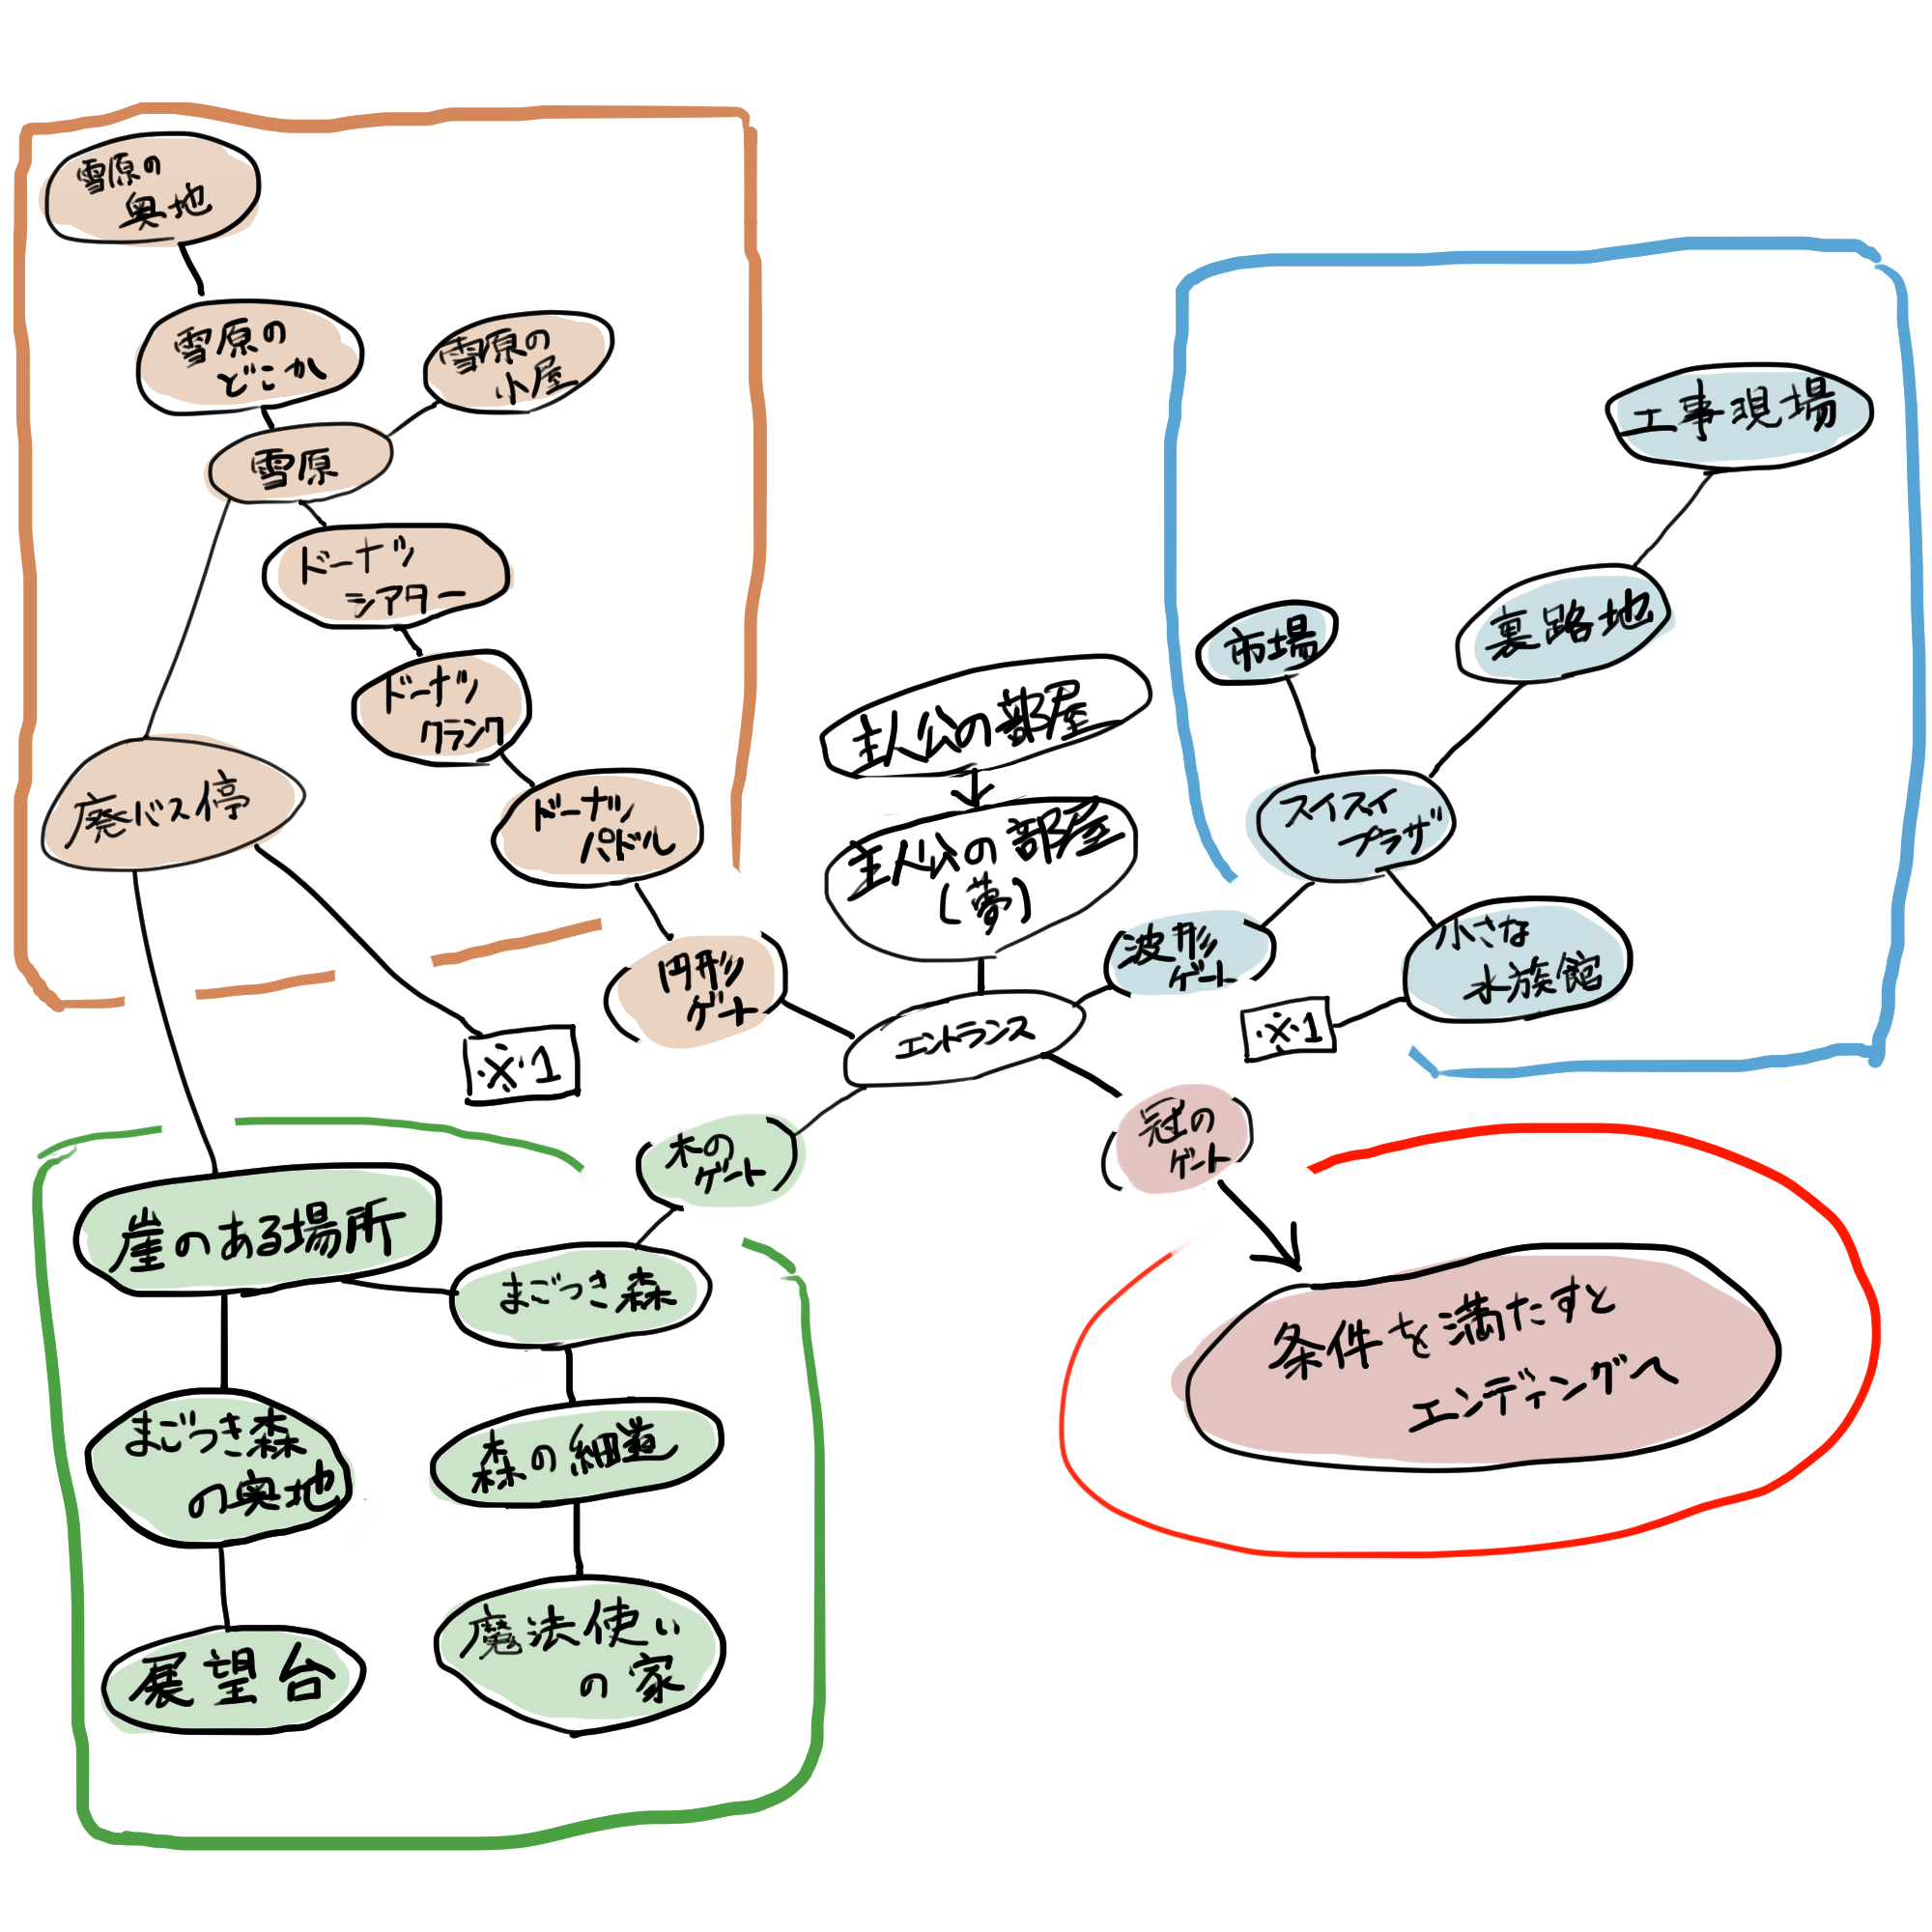 雪原の
奥地
雪原の
どこか
雪原の
小屋
雪原
ドーナツ
シアター
ドーナツ
クランク
ドーナツ
パドル
廃バス停
円形
ゲート
※1
主人公の部屋
主人公の部屋
(夢)
エントランス
波形
ゲート
市場
工事現場
裏路地
スイスイ
プラザ
小さな
水族館
※1
木の
ゲート
冠の
ゲート
条件を満たすと
エンディングへ
崖のある場所
まごつき森
まごつき森
の奥地
森の細道
展望台
魔法使い
の家